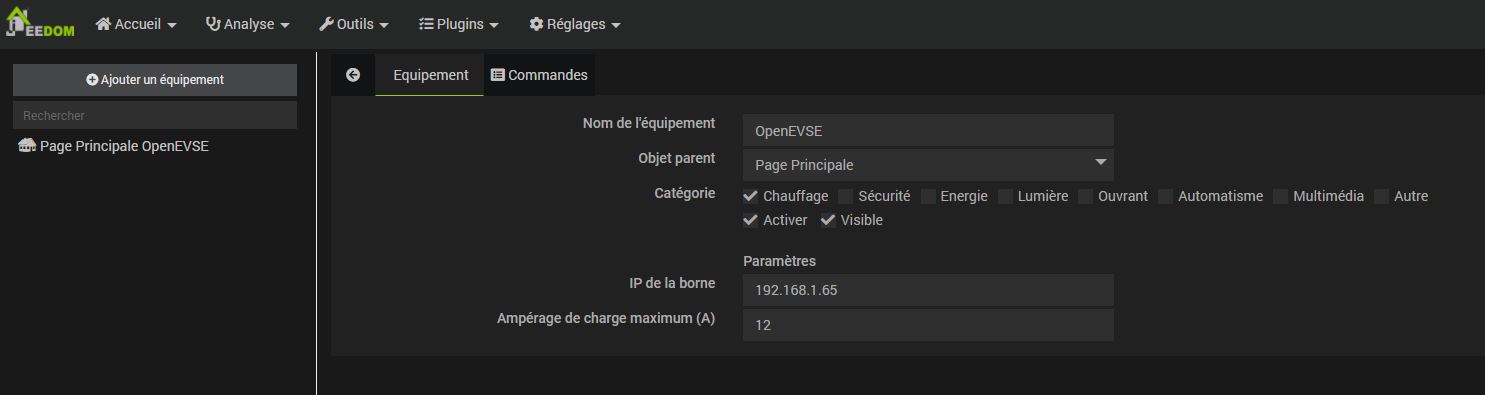 JEEDOM Accueil Analyse Outils Plugins Réglages
Ajouter un équipement
Rechercher
Page Principale OpenEVSE
Equipement Commandes
Nom de l'équipement OpenEVSE
Objet parent Page Principale
Catégorie Chauffage Sécurité Energie Lumière Ouvrant Automatisme Multimédia Autre
Activer Visible
Paramètres
IP de la borne 192.168.1.65
Ampérage de charge maximum (A) 12